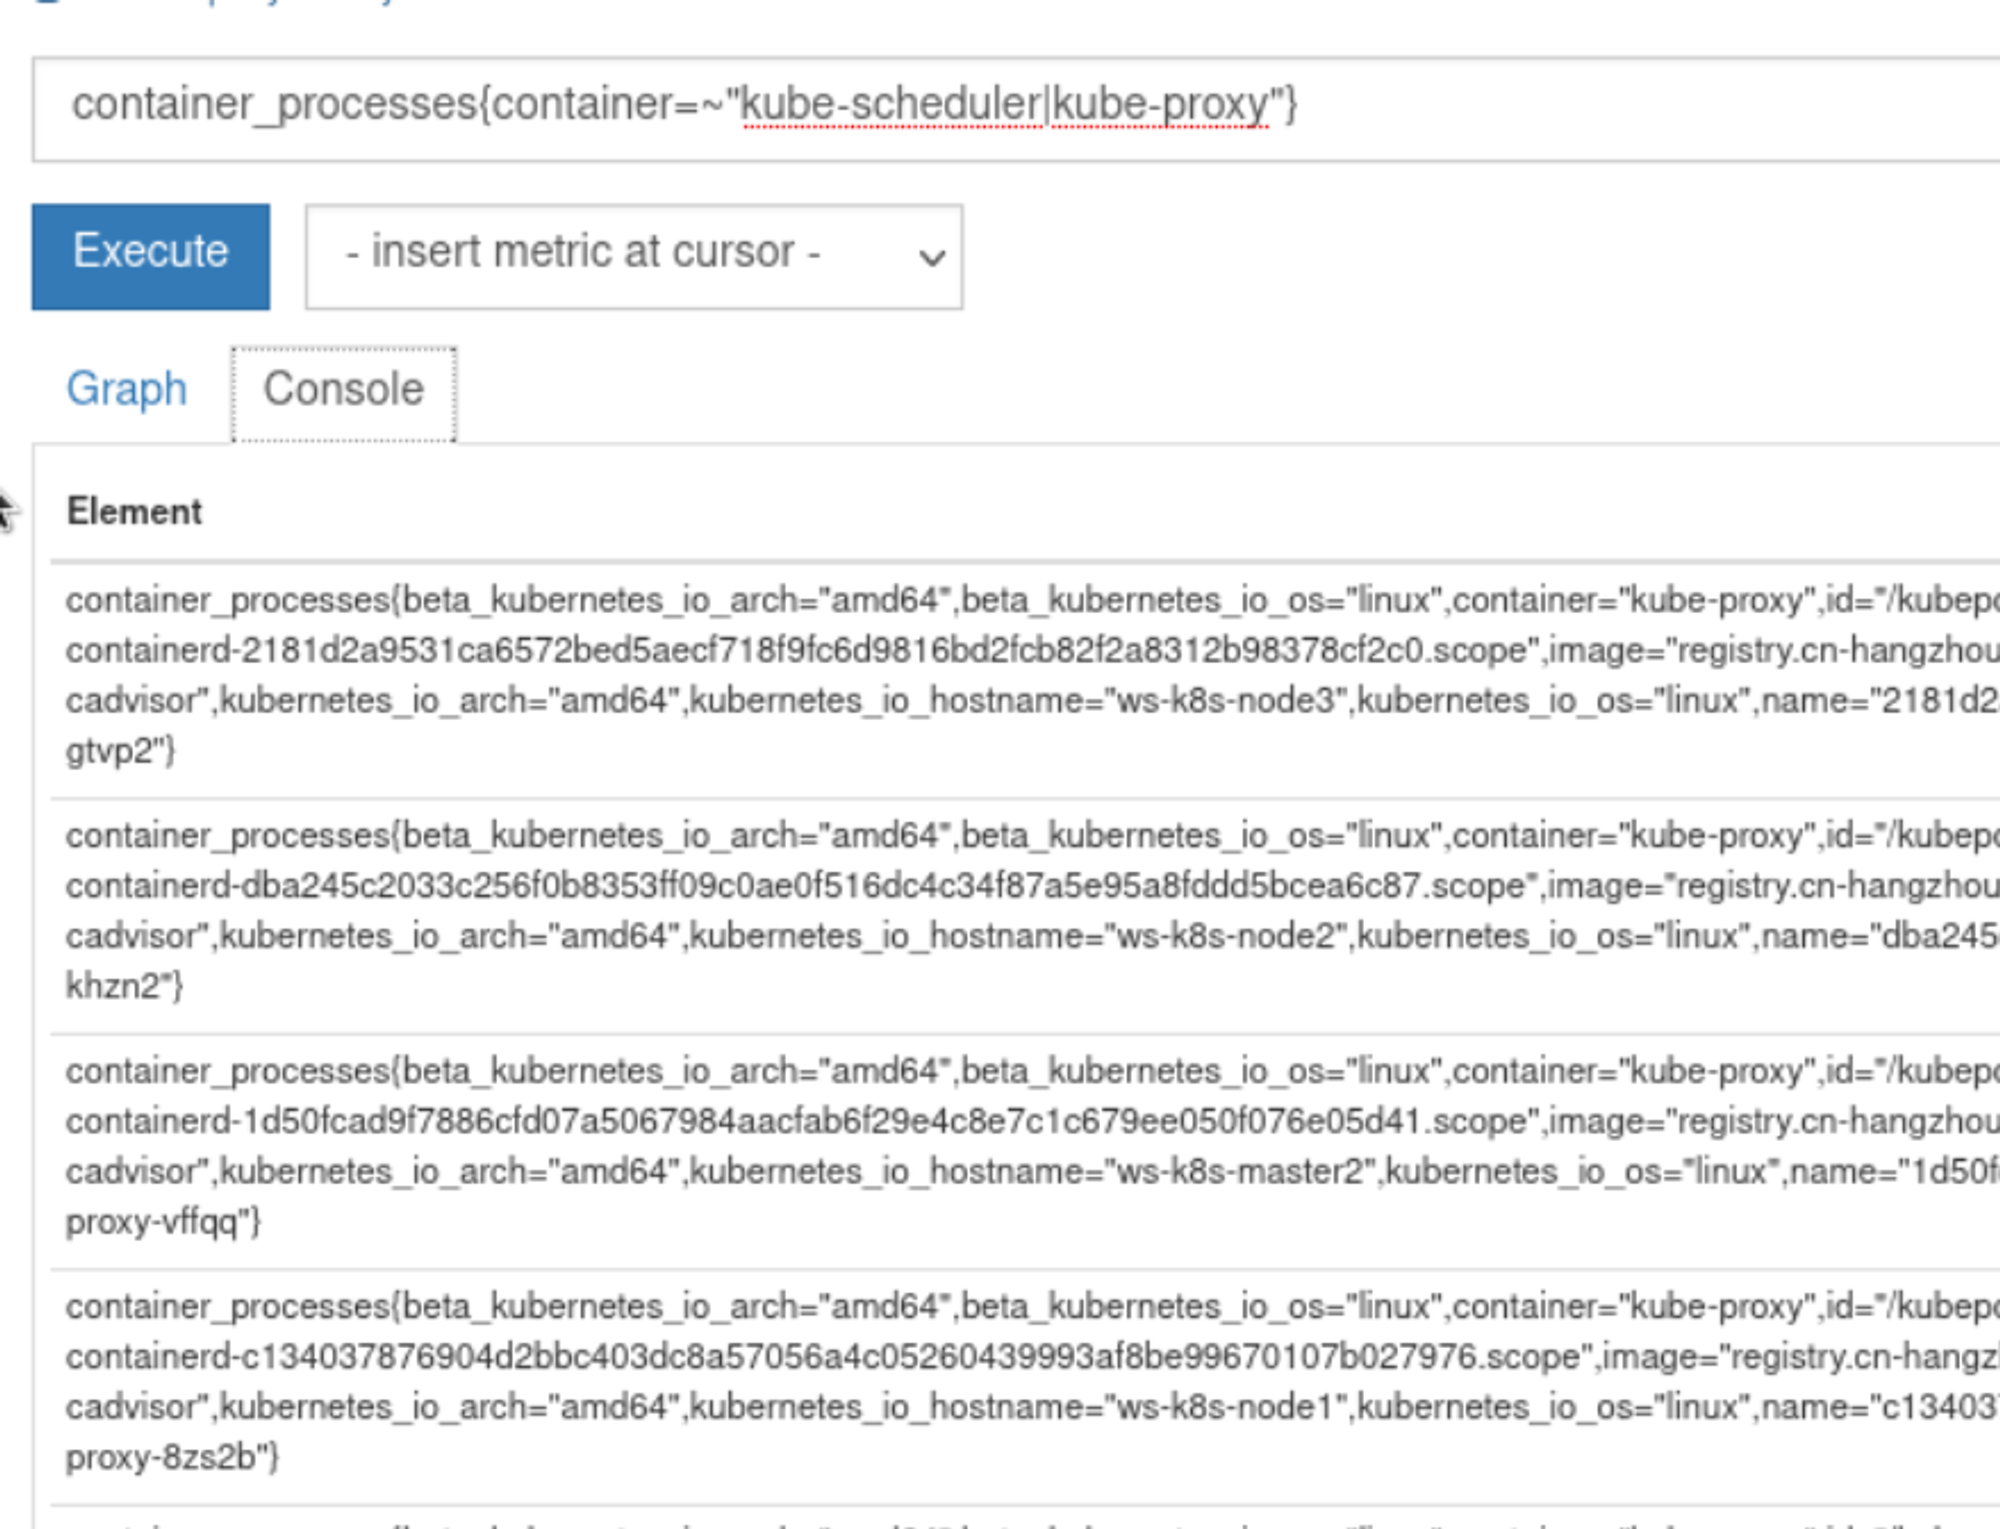 container_processes{container=~"kube-scheduler|kube-proxy"}
Execute
- insert metric at cursor -
Graph
Console
Element
container_processes{beta_kubernetes_io_arch="amd64",beta_kubernetes_io_os="linux",container="kube-proxy",id="/kubepo
containerd-2181d2a9531ca6572bed5aecf718f9fc6d9816bd2fcb82f2a8312b98378cf2c0.scope",image="registry.cn-hangzhou
cadvisor",kubernetes_io_arch="amd64",kubernetes_io_hostname="ws-k8s-node3",kubernetes_io_os="linux",name="2181d2
gtvp2"}
container_processes{beta_kubernetes_io_arch="amd64",beta_kubernetes_io_os="linux",container="kube-proxy",id="/kubepo
containerd-dba245c2033c256f0b8353ff09c0ae0f516dc4c34f87a5e95a8fddd5bcea6c87.scope",image="registry.cn-hangzhou
cadvisor",kubernetes_io_arch="amd64",kubernetes_io_hostname="ws-k8s-node2",kubernetes_io_os="linux",name="dba245
khzn2"}
container_processes{beta_kubernetes_io_arch="amd64",beta_kubernetes_io_os="linux",container="kube-proxy",id="/kubepo
containerd-1d50fcad9f7886cfd07a5067984aacfab6f29e4c8e7c1c679ee050f076e05d41.scope",image="registry.cn-hangzhou
cadvisor",kubernetes_io_arch="amd64",kubernetes_io_hostname="ws-k8s-master2",kubernetes_io_os="linux",name="1d50f
proxy-vffqq"}
container_processes{beta_kubernetes_io_arch="amd64",beta_kubernetes_io_os="linux",container="kube-proxy",id="/kubepo
containerd-c134037876904d2bbc403dc8a57056a4c05260439993af8be99670107b027976.scope",image="registry.cn-hangz
cadvisor",kubernetes_io_arch="amd64",kubernetes_io_hostname="ws-k8s-node1",kubernetes_io_os="linux",name="c13403
proxy-8zs2b"}